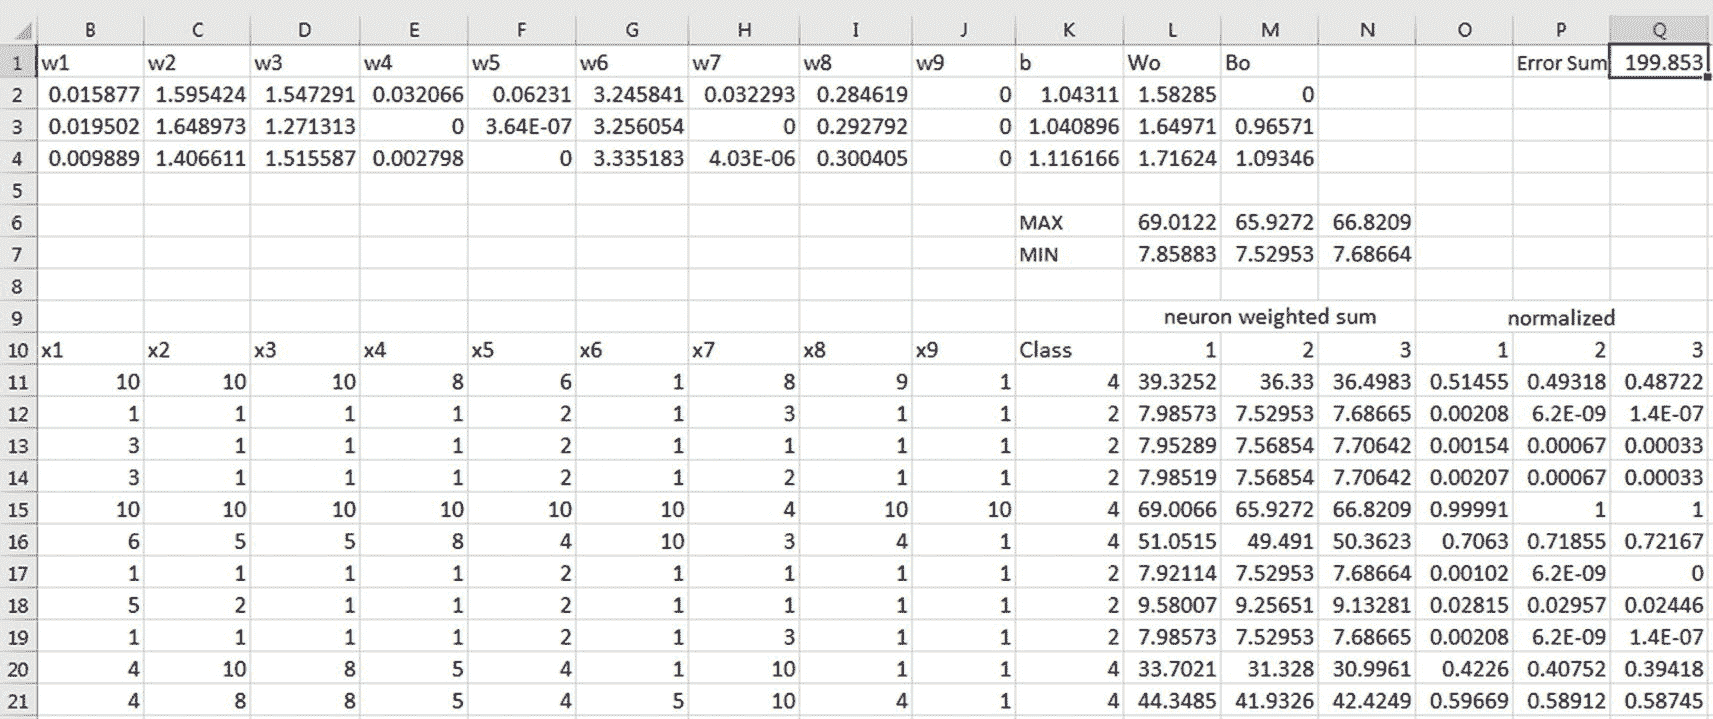 B C D E F G H I J K L M N O P Q
1 w1 w2 w3 w4 w5 w6 w7 w8 w9 b Wo Bo Error Sum 199.853
2 0.015877 1.595424 1.547291 0.032066 0.06231 3.245841 0.032293 0.284619 0 1.04311 1.58285 0
3 0.019502 1.648973 1.271313 0 3.64E-07 3.256054 0 0.292792 0 1.040896 1.64971 0.96571
4 0.009889 1.406611 1.515587 0.002798 0 3.335183 4.03E-06 0.300405 0 1.116166 1.71624 1.09346
5
6 MAX 69.0122 65.9272 66.8209
7 MIN 7.85883 7.52953 7.68664
8
9 neuron weighted sum normalized
10 x1 x2 x3 x4 x5 x6 x7 x8 x9 Class 1 2 3 1 2 3
11 10 10 10 8 6 1 8 9 1 4 39.3252 36.33 36.4983 0.51455 0.49318 0.48722
12 1 1 1 1 2 1 3 1 1 2 7.98573 7.52953 7.68665 0.00208 6.2E-09 1.4E-07
13 3 1 1 1 2 1 1 1 1 2 7.95289 7.56854 7.70642 0.00154 0.00067 0.00033
14 3 1 1 1 2 1 2 1 1 2 7.98519 7.56854 7.70642 0.00207 0.00067 0.00033
15 10 10 10 10 10 10 4 10 10 4 69.0066 65.9272 66.8209 0.99991 1 1
16 6 5 5 8 4 10 3 4 1 4 51.0515 49.491 50.3623 0.7063 0.71855 0.72167
17 1 1 1 1 2 1 1 1 1 2 7.92114 7.52953 7.68664 0.00102 6.2E-09 0
18 5 2 1 1 2 1 1 1 1 2 9.58007 9.25651 9.13281 0.02815 0.02957 0.02446
19 1 1 1 1 2 1 3 1 1 2 7.98573 7.52953 7.68665 0.00208 6.2E-09 1.4E-07
20 4 10 8 5 4 1 10 1 1 4 33.7021 31.328 30.9961 0.4226 0.40752 0.39418
21 4 8 8 5 4 5 10 4 1 4 44.3485 41.9326 42.4249 0.59669 0.58912 0.58745